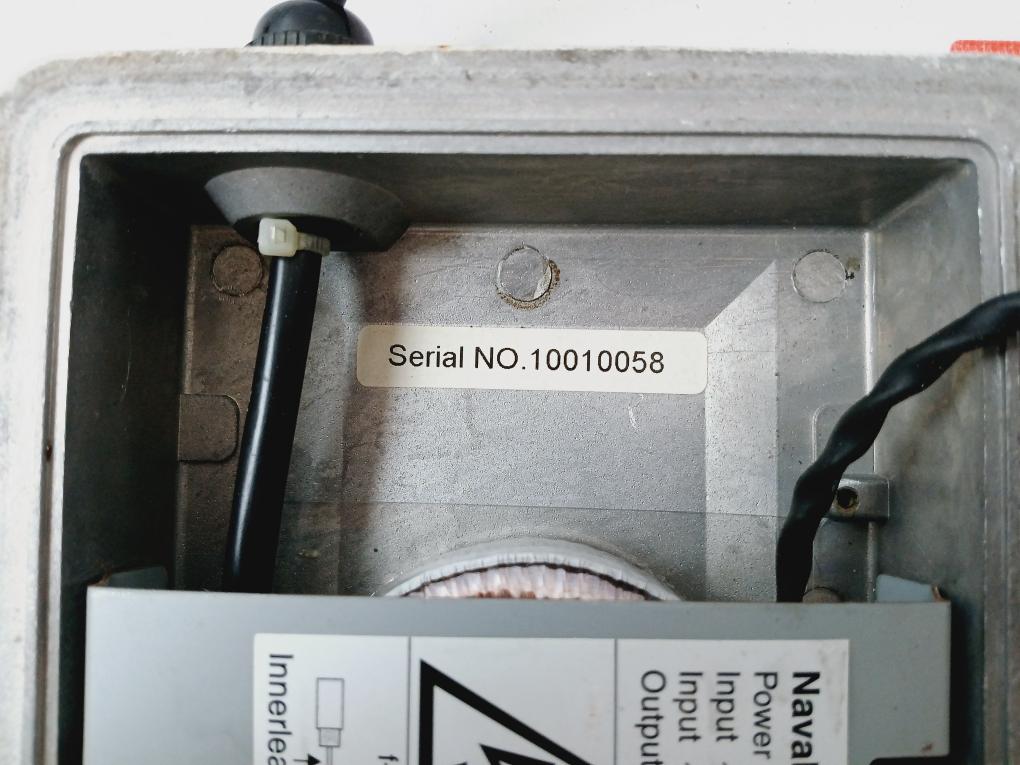 Serial NO.10010058
Naval
Power
Input
Input
Output
Innerlea